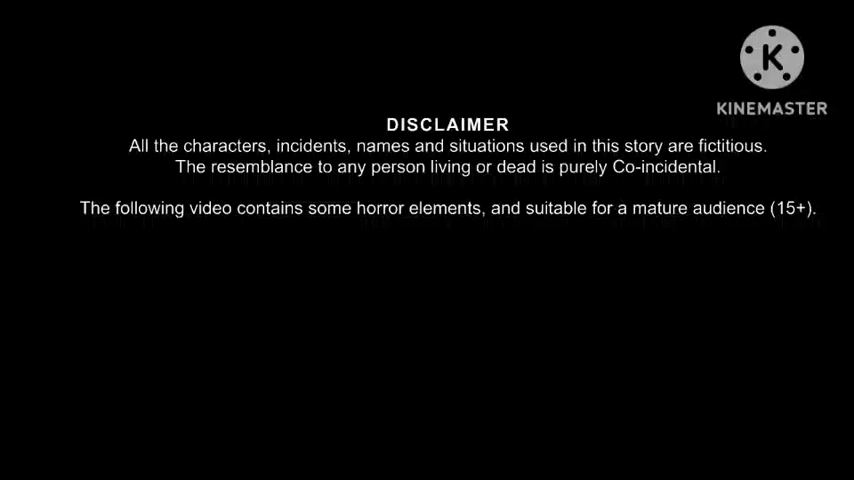 KINEMASTER
DISCLAIMER
All the characters, incidents, names and situations used in this story are fictitious.
The resemblance to any person living or dead is purely Co-incidental.
The following video contains some horror elements, and suitable for a mature audience (15+).